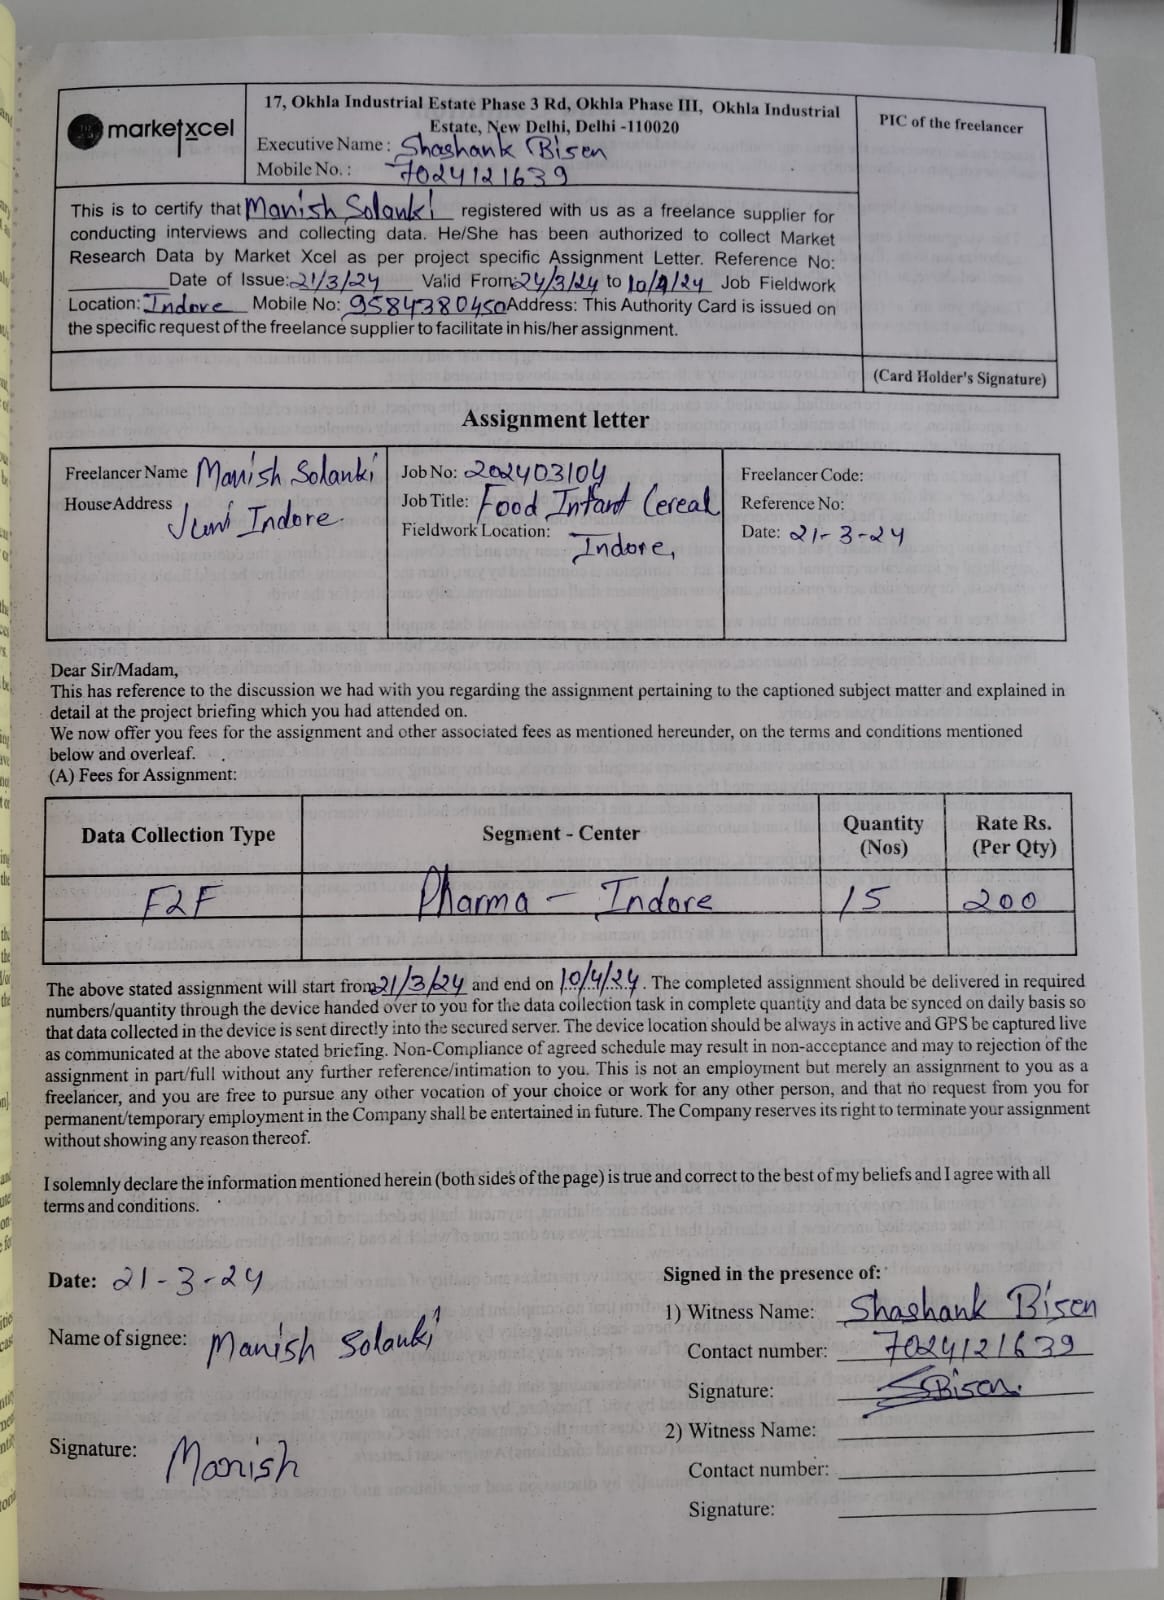 marketxcel
17, Okhla Industrial Estate Phase 3 Rd, Okhla Phase III, Okhla Industrial
Estate, New Delhi, Delhi -110020
Executive Name : Shashank Bisen
Mobile No. : 7024121639
PIC of the freelancer
This is to certify that Manish Solanki registered with us as a freelance supplier for
conducting interviews and collecting data. He/She has been authorized to collect Market
Research Data by Market Xcel as per project specific Assignment Letter. Reference No:
Date of Issue: 21/3/24 Valid From: 24/3/24 to 10/4/24 Job Fieldwork
Location: Indore Mobile No: 9584380450 Address: This Authority Card is issued on
the specific request of the freelance supplier to facilitate in his/her assignment.
(Card Holder's Signature)
Assignment letter
Freelancer Name Manish Solanki
House Address
Juni Indore.
Job No: 202403104
Job Title: Food Infant Cereal
Fieldwork Location:
Indore,
Freelancer Code:
Reference No:
Date: 21-3-24
Dear Sir/Madam,
This has reference to the discussion we had with you regarding the assignment pertaining to the captioned subject matter and explained in
detail at the project briefing which you had attended on.
We now offer you fees for the assignment and other associated fees as mentioned hereunder, on the terms and conditions mentioned
below and overleaf.
(A) Fees for Assignment:
Data Collection Type Segment - Center Quantity (Nos) Rate Rs. (Per Qty)
F2F Pharma - Indore 15 200
The above stated assignment will start from 21/3/24 and end on 10/4/24. The completed assignment should be delivered in required
numbers/quantity through the device handed over to you for the data collection task in complete quantity and data be synced on daily basis so
that data collected in the device is sent directly into the secured server. The device location should be always in active and GPS be captured live
as communicated at the above stated briefing. Non-Compliance of agreed schedule may result in non-acceptance and may to rejection of the
assignment in part/full without any further reference/intimation to you. This is not an employment but merely an assignment to you as a
freelancer, and you are free to pursue any other vocation of your choice or work for any other person, and that no request from you for
permanent/temporary employment in the Company shall be entertained in future. The Company reserves its right to terminate your assignment
without showing any reason thereof.
I solemnly declare the information mentioned herein (both sides of the page) is true and correct to the best of my beliefs and I agree with all
terms and conditions.
Date: 21-3-24
Name of signee: Manish Solanki
Signature: Manish
Signed in the presence of:
1) Witness Name: Shashank Bisen
Contact number: 7024121639
Signature: SBisen.
2) Witness Name:
Contact number:
Signature: